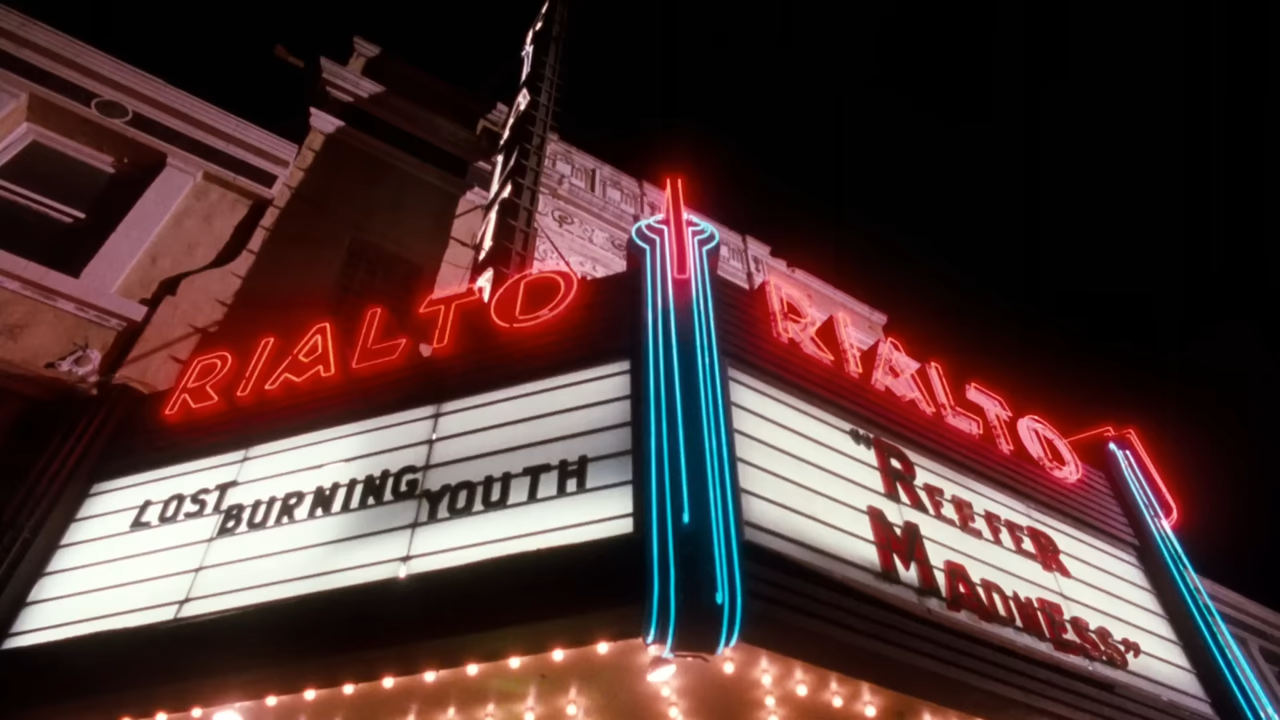 RIALTO
LOST BURNING YOUTH
RIALTO
"REEFER
MADNESS"